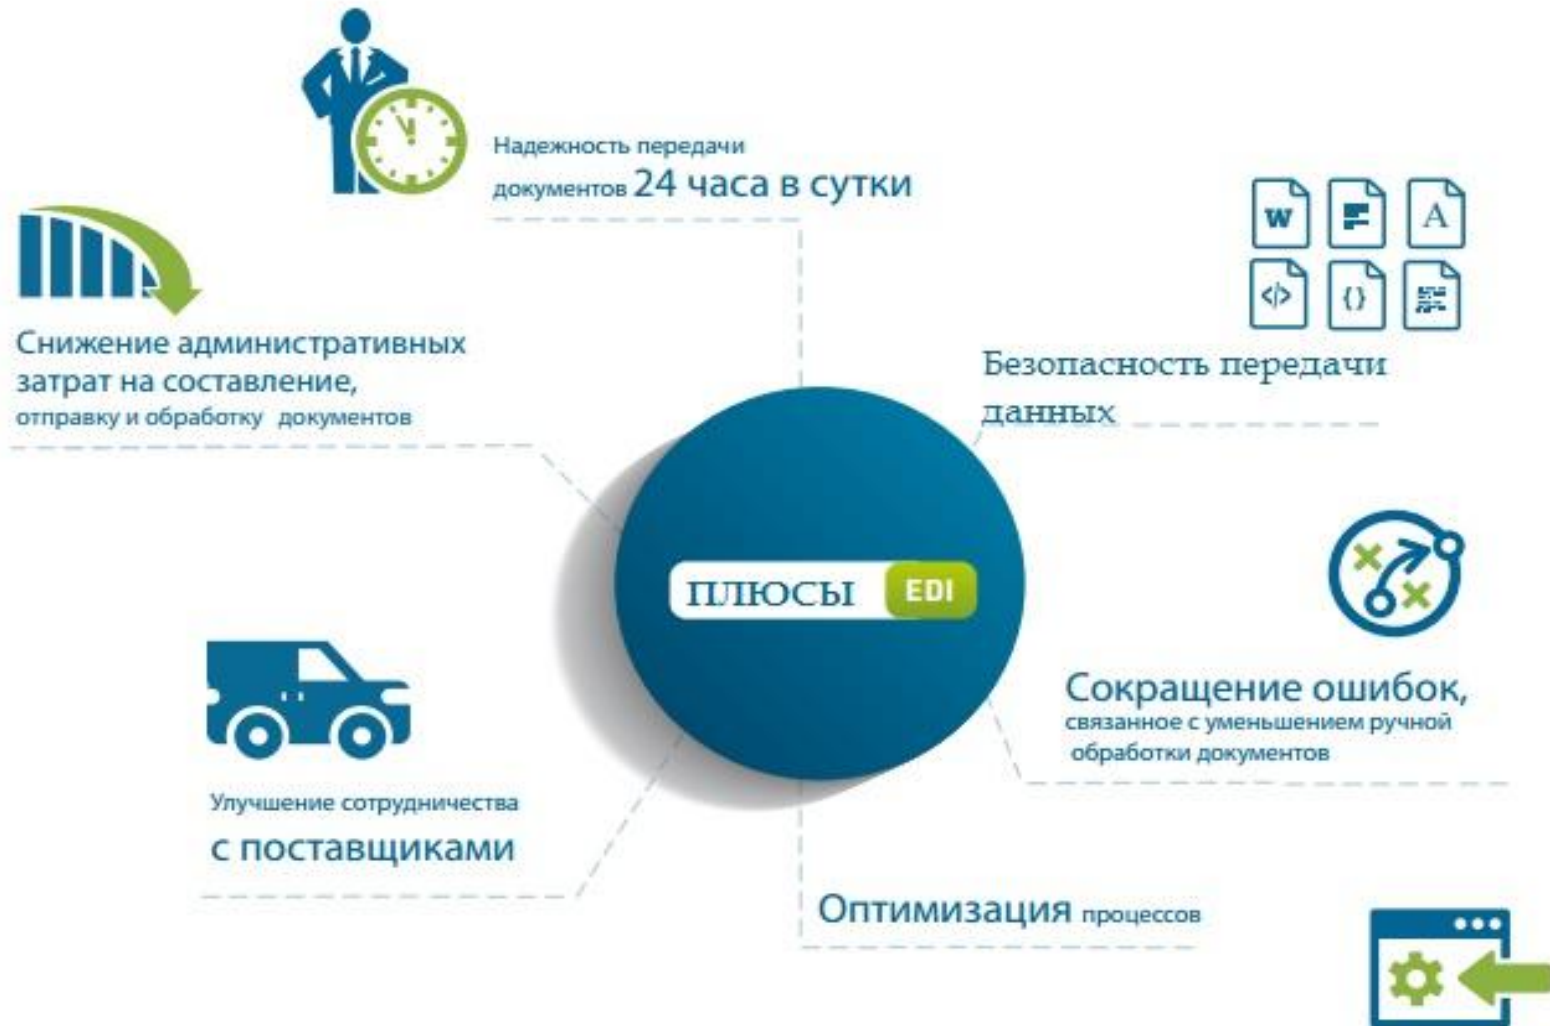 Надежность передачи
документов 24 часа в сутки
W
A
</>
{}
Снижение административных
затрат на составление,
отправку и обработку документов
Безопасность передачи
данных
ПЛЮСЫ EDI
Сокращение ошибок,
связанное с уменьшением ручной
обработки документов
Улучшение сотрудничества
с поставщиками
Оптимизация процессов